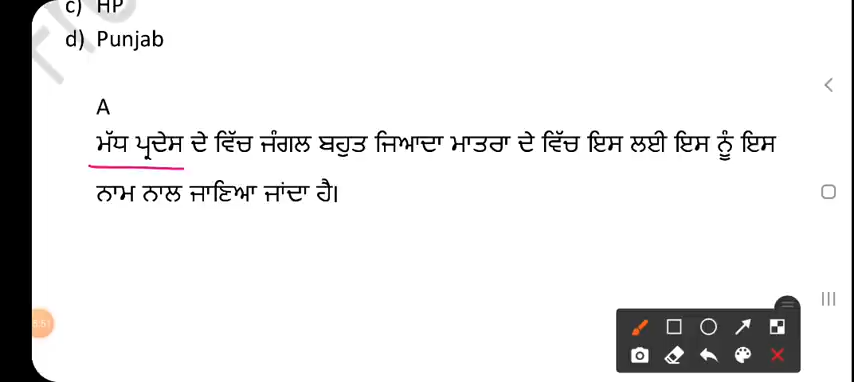 c) HP
d) Punjab
A
ਮੱਧ ਪ੍ਰਦੇਸ ਦੇ ਵਿੱਚ ਜੰਗਲ ਬਹੁਤ ਜਿਆਦਾ ਮਾਤਰਾ ਦੇ ਵਿੱਚ ਇਸ ਲਈ ਇਸ ਨੂੰ ਇਸ
ਨਾਮ ਨਾਲ ਜਾਣਿਆ ਜਾਂਦਾ ਹੈ।